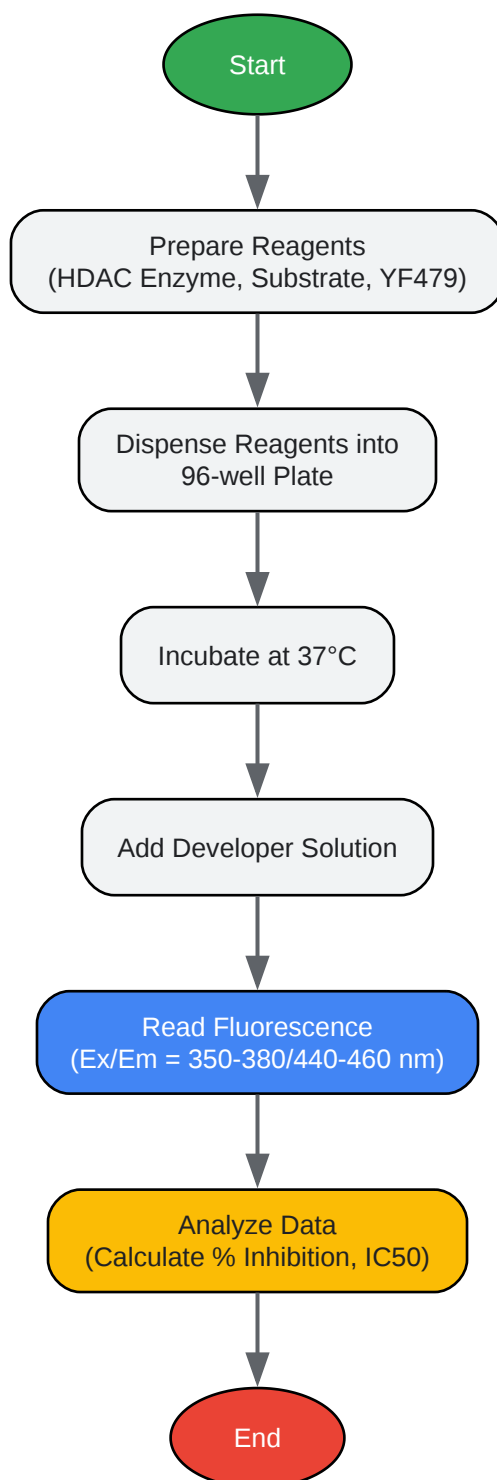 Start
Prepare Reagents
(HDAC Enzyme, Substrate, YF479)
Dispense Reagents into
96-well Plate
Incubate at 37°C
Add Developer Solution
Read Fluorescence
(Ex/Em = 350-380/440-460 nm)
Analyze Data
(Calculate % Inhibition, IC50)
End